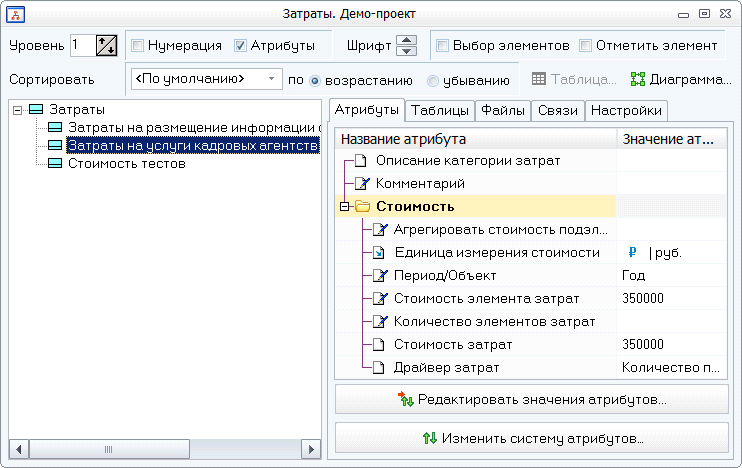 Затраты. Демо-проект
Уровень 1 Нумерация Атрибуты Шрифт Выбор элементов Отметить элемент
Сортировать <По умолчанию> по возрастанию убыванию Таблица... Диаграмма...
Затраты
Затраты на размещение информации
Затраты на услуги кадровых агентств
Стоимость тестов
Атрибуты Таблицы Файлы Связи Настройки
Название атрибута Значение ат...
Описание категории затрат
Комментарий
Стоимость
Агрегировать стоимость подэл...
Единица измерения стоимости ₽ | руб.
Период/Объект Год
Стоимость элемента затрат 350000
Количество элементов затрат
Стоимость затрат 350000
Драйвер затрат Количество п...
Редактировать значения атрибутов...
Изменить систему атрибутов...